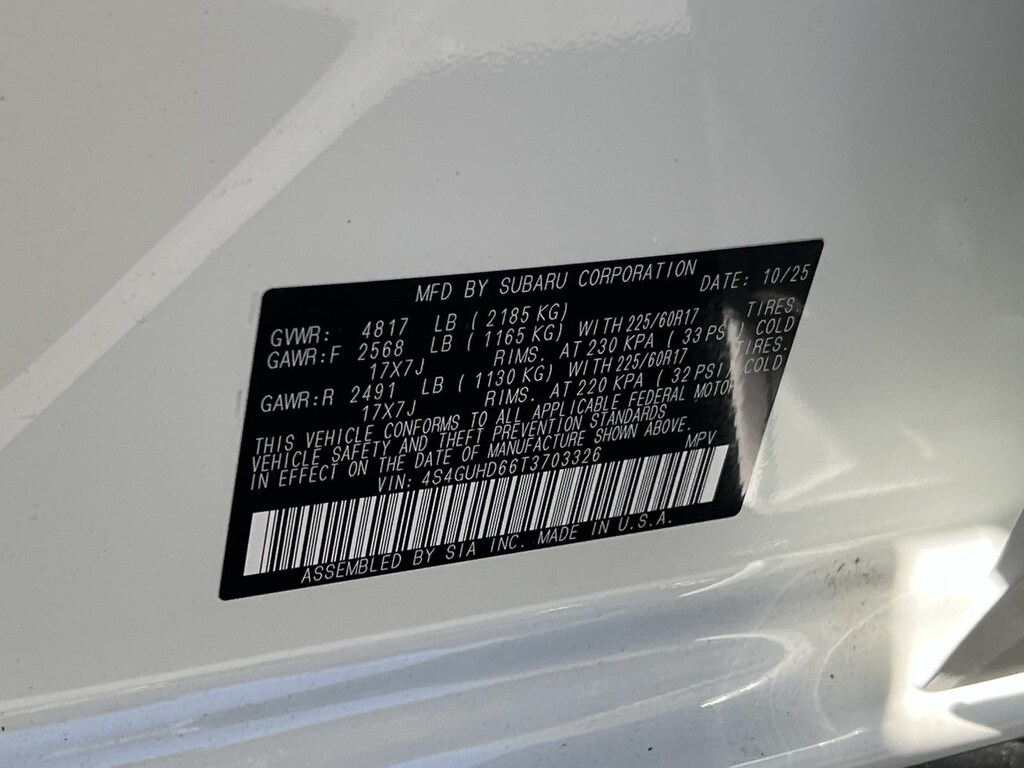 MFD BY SUBARU CORPORATION DATE: 10/25
GVWR: 4817 LB ( 2185 KG)
GAWR:F 2568 LB ( 1165 KG) WITH 225/60R17 TIRES.
17X7J RIMS. AT 230 KPA ( 33 PSI) COLD
GAWR:R 2491 LB ( 1130 KG) WITH 225/60R17 TIRES.
17X7J RIMS. AT 220 KPA ( 32 PSI) COLD
THIS VEHICLE CONFORMS TO ALL APPLICABLE FEDERAL MOTOR
VEHICLE SAFETY AND THEFT PREVENTION STANDARDS
IN EFFECT ON THE DATE OF MANUFACTURE SHOWN ABOVE.
VIN: 4S4GUHD66T3703326 MPV
ASSEMBLED BY SIA INC. MADE IN U.S.A.